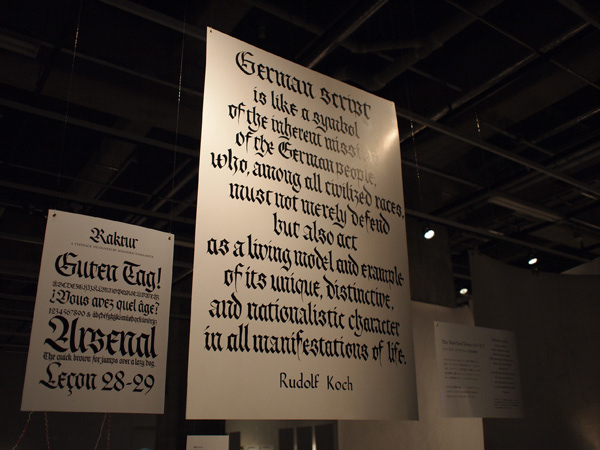 German script
is like a symbol
of the inherent mission
of the German people,
who, among all civilized races,
must not merely defend
but also act
as a living model and example
of its unique, distinctive,
and nationalistic character
in all manifestations of life.
Rudolf Koch
Raktur
Guten Tag!
¿Vous avez quel âge?
Arsenal
The quick brown fox jumps over a lazy dog.
Leçon 28-29